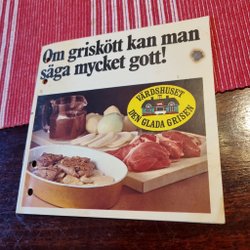 Om griskött kan man
säga mycket gott!
VÄRDSHUSET
DEN GLADA GRISEN